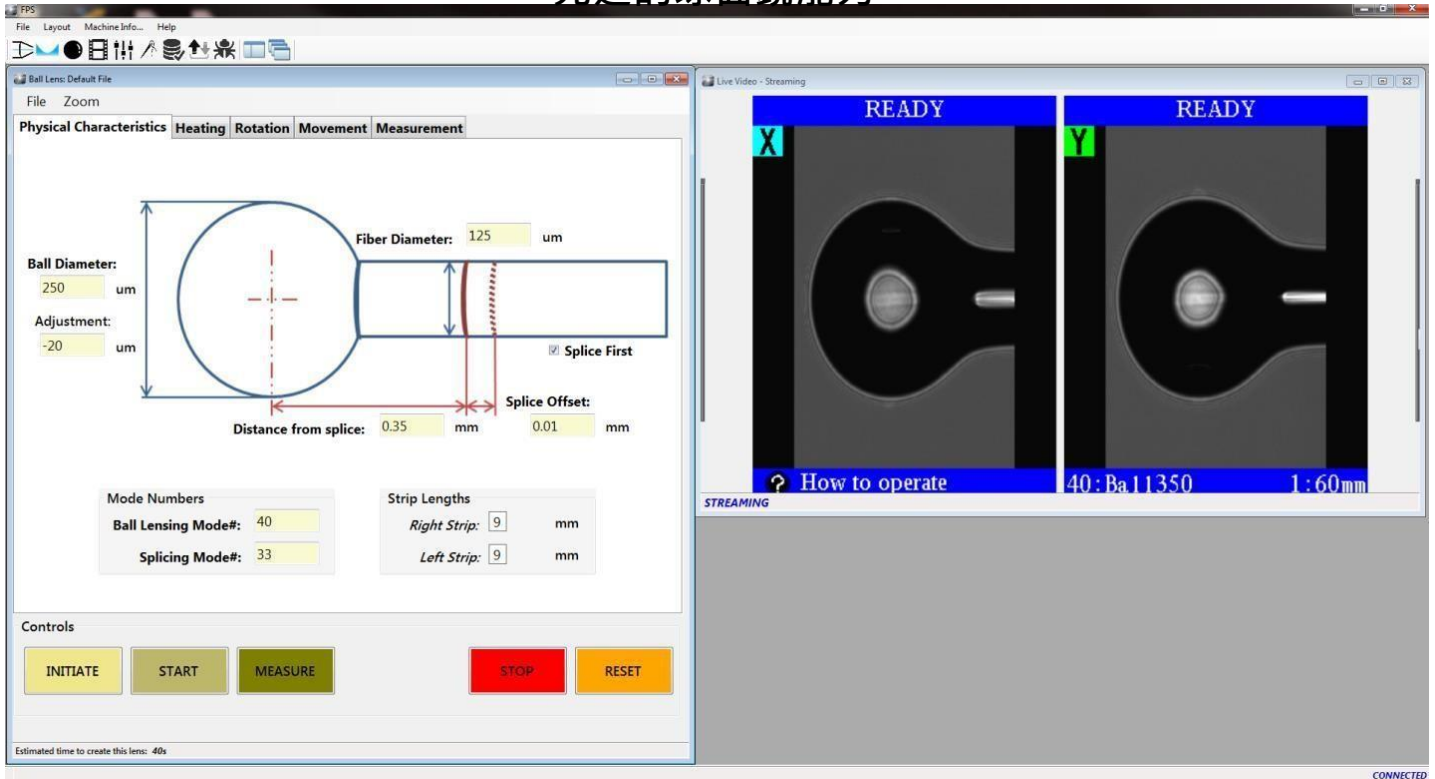 FPS
File Layout Machine Info... Help
Ball Lens: Default File
File Zoom
Physical Characteristics Heating Rotation Movement Measurement
Fiber Diameter: 125 um
Ball Diameter:
250 um
Adjustment:
-20 um
Splice First
Splice Offset:
Distance from splice: 0.35 mm 0.01 mm
Mode Numbers
Ball Lensing Mode#: 40
Splicing Mode#: 33
Strip Lengths
Right Strip: 9 mm
Left Strip: 9 mm
Controls
INITIATE START MEASURE STOP RESET
Estimated time to create this lens: 40s
Live Video - Streaming
READY READY
X Y
? How to operate 40:Ba11350 1:60mm
STREAMING
CONNECTED